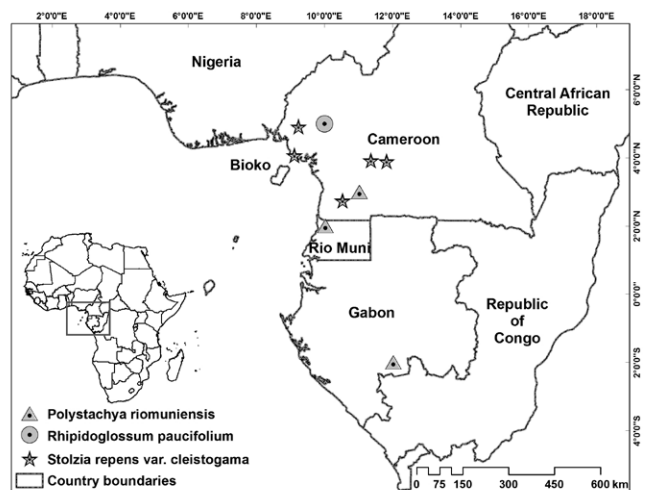 2°0'0"E 4°0'0"E 6°0'0"E 8°0'0"E 10°0'0"E 12°0'0"E 14°0'0"E 16°0'0"E 18°0'0"E
Nigeria
Central African
Republic
Cameroon
Bioko
Rio Muni
Gabon
Republic
of
Congo
6°0'0"N
4°0'0"N
2°0'0"N
0°0'0"N
2°0'0"S
4°0'0"S
Polystachya riomuniensis
Rhipidoglossum paucifolium
Stolzia repens var. cleistogama
Country boundaries
0 75 150 300 450 600 km